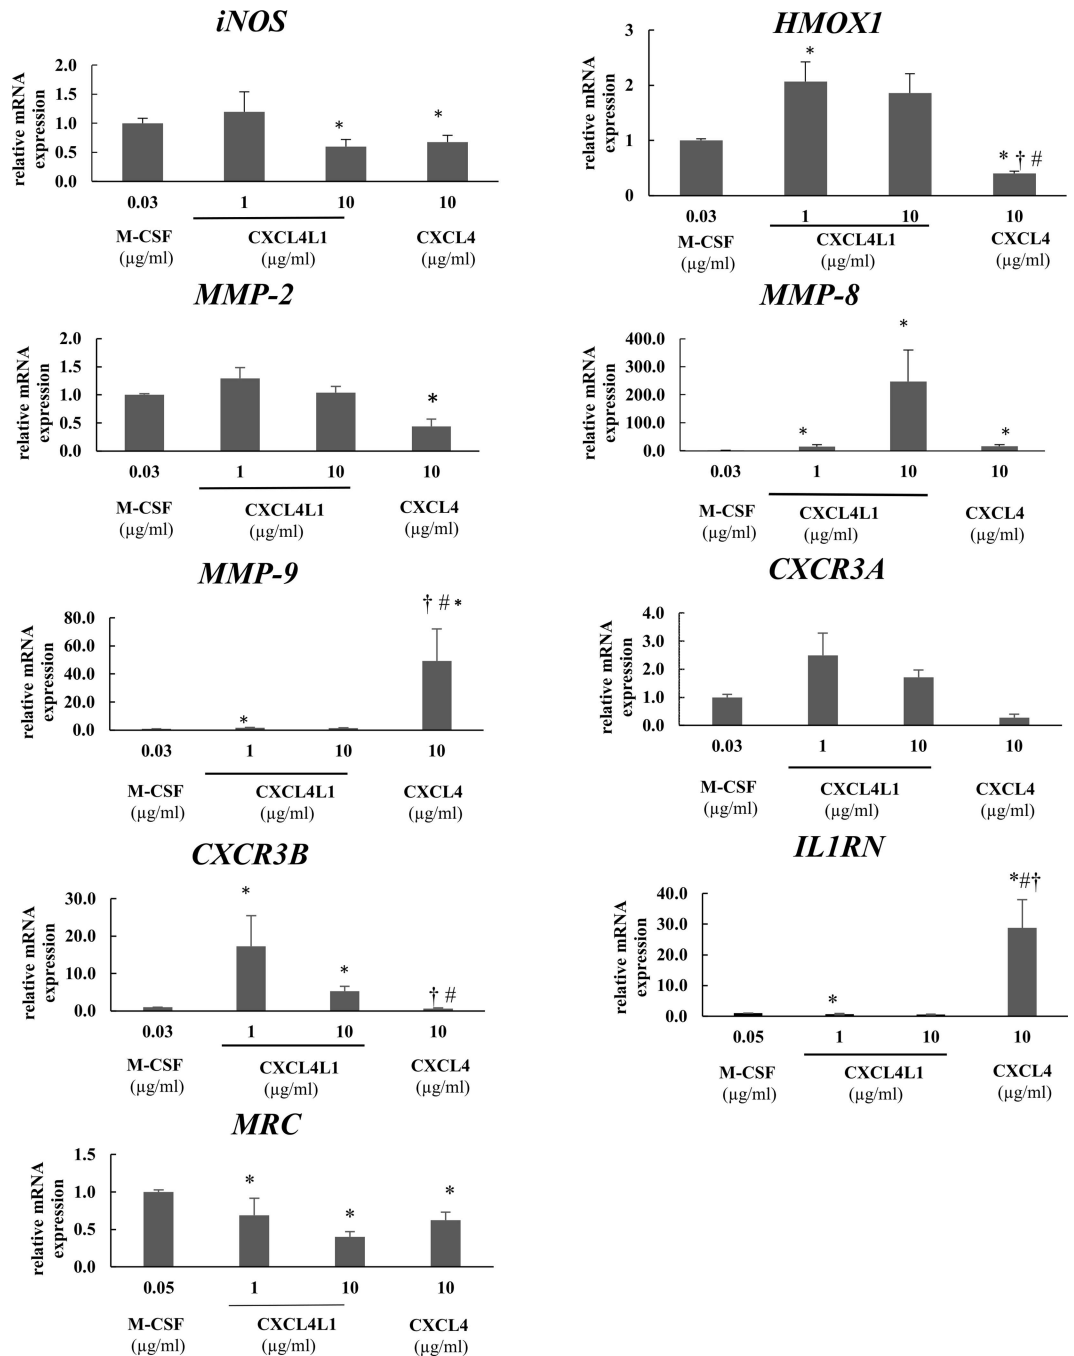 iNOS
relative mRNA
expression
2.0
1.5
1.0
0.5
0.0
*
*
0.03
1
10
10
M-CSF
CXCL4L1
CXCL4
(µg/ml)
(µg/ml)
(µg/ml)
HMOX1
relative mRNA
expression
3
2
1
0
*
* † #
0.03
1
10
10
M-CSF
CXCL4L1
CXCL4
(µg/ml)
(µg/ml)
(µg/ml)
MMP-2
relative mRNA
expression
2.0
1.5
1.0
0.5
0.0
*
0.03
1
10
10
M-CSF
CXCL4L1
CXCL4
(µg/ml)
(µg/ml)
(µg/ml)
MMP-8
relative mRNA
expression
400.0
300.0
200.0
100.0
0.0
*
*
*
0.03
1
10
10
M-CSF
CXCL4L1
CXCL4
(µg/ml)
(µg/ml)
(µg/ml)
MMP-9
relative mRNA
expression
80.0
60.0
40.0
20.0
0.0
*
† # *
0.03
1
10
10
M-CSF
CXCL4L1
CXCL4
(µg/ml)
(µg/ml)
(µg/ml)
CXCR3A
relative mRNA
expression
4.0
3.0
2.0
1.0
0.0
0.03
1
10
10
M-CSF
CXCL4L1
CXCL4
(µg/ml)
(µg/ml)
(µg/ml)
CXCR3B
relative mRNA
expression
30.0
20.0
10.0
0.0
*
*
† #
0.03
1
10
10
M-CSF
CXCL4L1
CXCL4
(µg/ml)
(µg/ml)
(µg/ml)
IL1RN
relative mRNA
expression
40.0
30.0
20.0
10.0
0.0
*
*#†
0.05
1
10
10
M-CSF
CXCL4L1
CXCL4
(µg/ml)
(µg/ml)
(µg/ml)
MRC
relative mRNA
expression
1.5
1.0
0.5
0.0
*
*
*
0.05
1
10
10
M-CSF
CXCL4L1
CXCL4
(µg/ml)
(µg/ml)
(µg/ml)